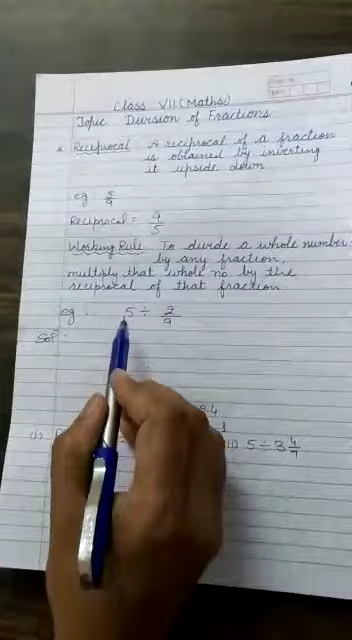 Class VII (Maths)
Topic Division of Fractions
* Reciprocal A reciprocal of a fraction
is obtained by inverting
it upside down
eg 5/9
Reciprocal = 9/5
Working Rule To divide a whole number
by any fraction,
multiply that whole no by the
reciprocal of that fraction.
eg. 5 ÷ 2/9
Sol:
(i)
(ii) 5 ÷ 3 4/7